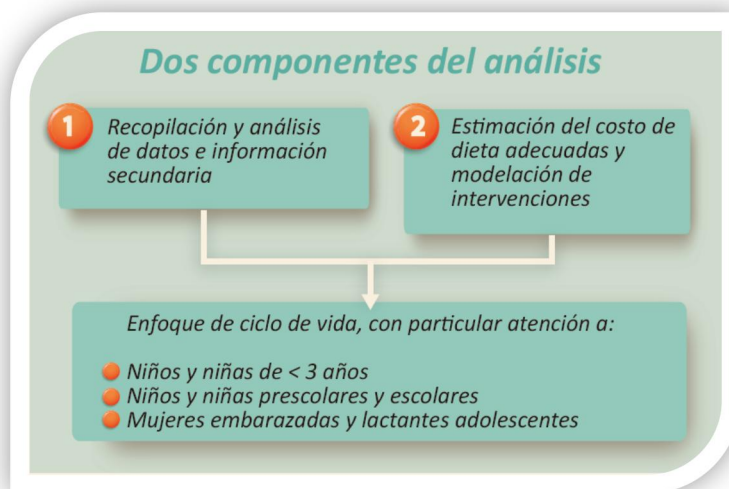 Dos componentes del análisis
1
Recopilación y análisis
de datos e información
secundaria
2
Estimación del costo de
dieta adecuadas y
modelación de
intervenciones
Enfoque de ciclo de vida, con particular atención a:
Niños y niñas de < 3 años
Niños y niñas prescolares y escolares
Mujeres embarazadas y lactantes adolescentes